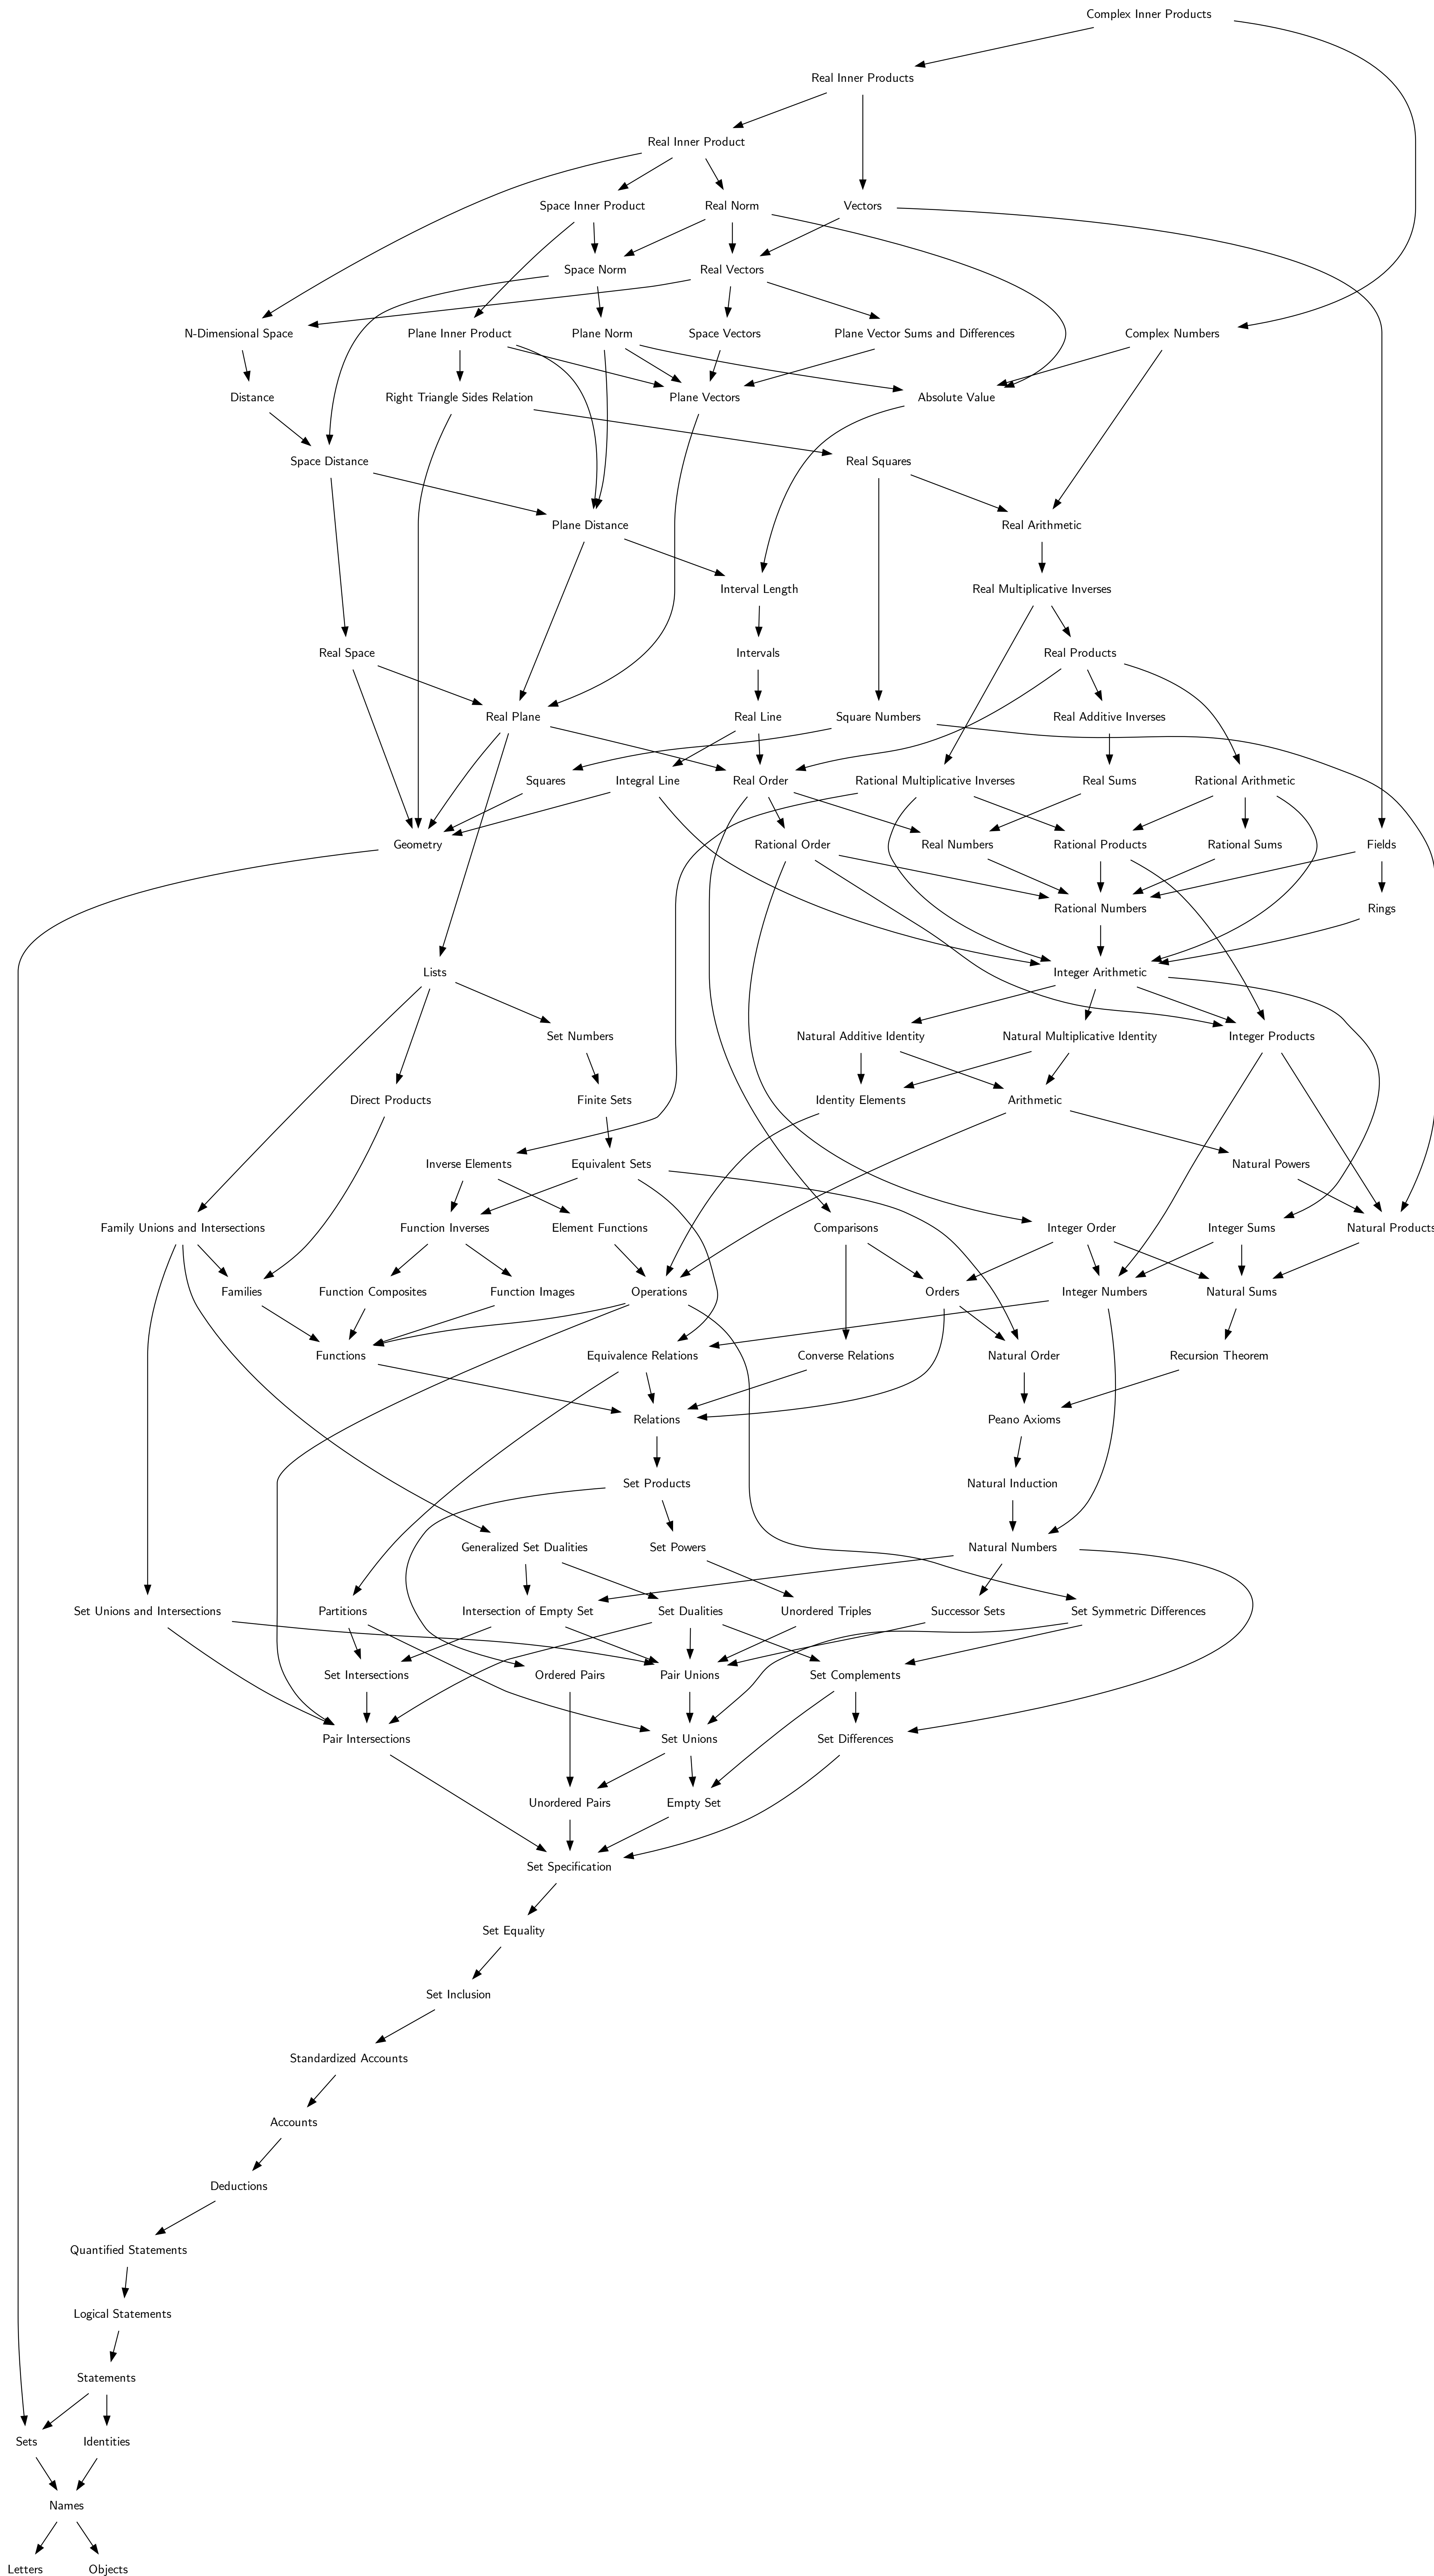 Complex Inner Products
Real Inner Products
Real Inner Product
Space Inner Product
Real Norm
Vectors
Space Norm
Real Vectors
N-Dimensional Space
Plane Inner Product
Plane Norm
Space Vectors
Plane Vector Sums and Differences
Complex Numbers
Distance
Right Triangle Sides Relation
Plane Vectors
Absolute Value
Space Distance
Real Squares
Plane Distance
Real Arithmetic
Interval Length
Real Multiplicative Inverses
Real Space
Intervals
Real Products
Real Plane
Real Line
Square Numbers
Real Additive Inverses
Squares
Integral Line
Real Order
Rational Multiplicative Inverses
Real Sums
Rational Arithmetic
Geometry
Rational Order
Real Numbers
Rational Products
Rational Sums
Fields
Rational Numbers
Rings
Lists
Integer Arithmetic
Set Numbers
Natural Additive Identity
Natural Multiplicative Identity
Integer Products
Direct Products
Finite Sets
Identity Elements
Arithmetic
Inverse Elements
Equivalent Sets
Natural Powers
Family Unions and Intersections
Function Inverses
Element Functions
Comparisons
Integer Order
Integer Sums
Natural Products
Families
Function Composites
Function Images
Operations
Orders
Integer Numbers
Natural Sums
Functions
Equivalence Relations
Converse Relations
Natural Order
Recursion Theorem
Relations
Peano Axioms
Set Products
Natural Induction
Generalized Set Dualities
Set Powers
Natural Numbers
Set Unions and Intersections
Partitions
Intersection of Empty Set
Set Dualities
Unordered Triples
Successor Sets
Set Symmetric Differences
Set Intersections
Ordered Pairs
Pair Unions
Set Complements
Pair Intersections
Set Unions
Set Differences
Unordered Pairs
Empty Set
Set Specification
Set Equality
Set Inclusion
Standardized Accounts
Accounts
Deductions
Quantified Statements
Logical Statements
Statements
Sets
Identities
Names
Letters
Objects